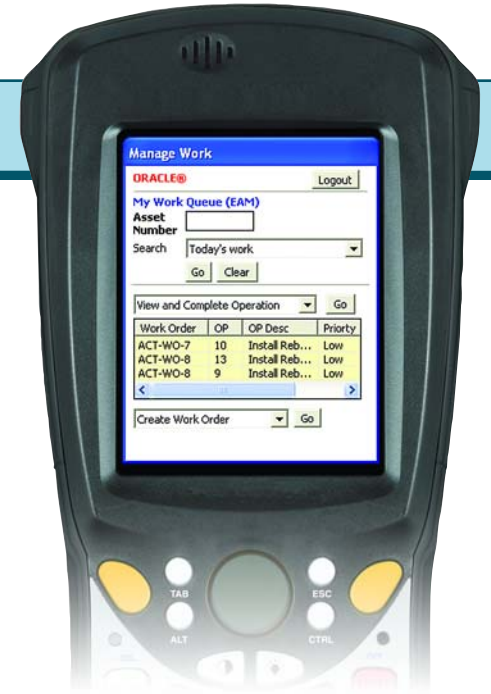 Manage Work
ORACLE® Logout
My Work Queue (EAM)
Asset
Number
Search Today's work
Go Clear
View and Complete Operation Go
Work Order OP OP Desc Priorty
ACT-WO-7 10 Install Reb... Low
ACT-WO-8 13 Install Reb... Low
ACT-WO-8 9 Install Reb... Low
Create Work Order Go
TAB ESC
ALT CTRL